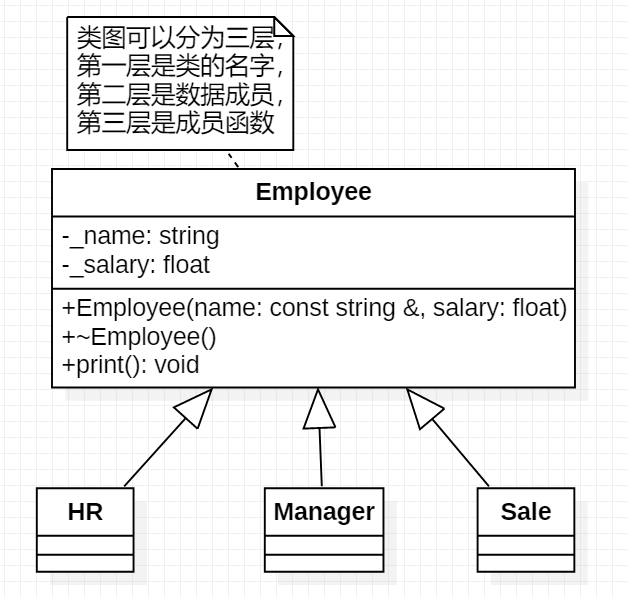 类图可以分为三层，
第一层是类的名字，
第二层是数据成员，
第三层是成员函数
Employee
-_name: string
-_salary: float
+Employee(name: const string &, salary: float)
+~Employee()
+print(): void
HR
Manager
Sale